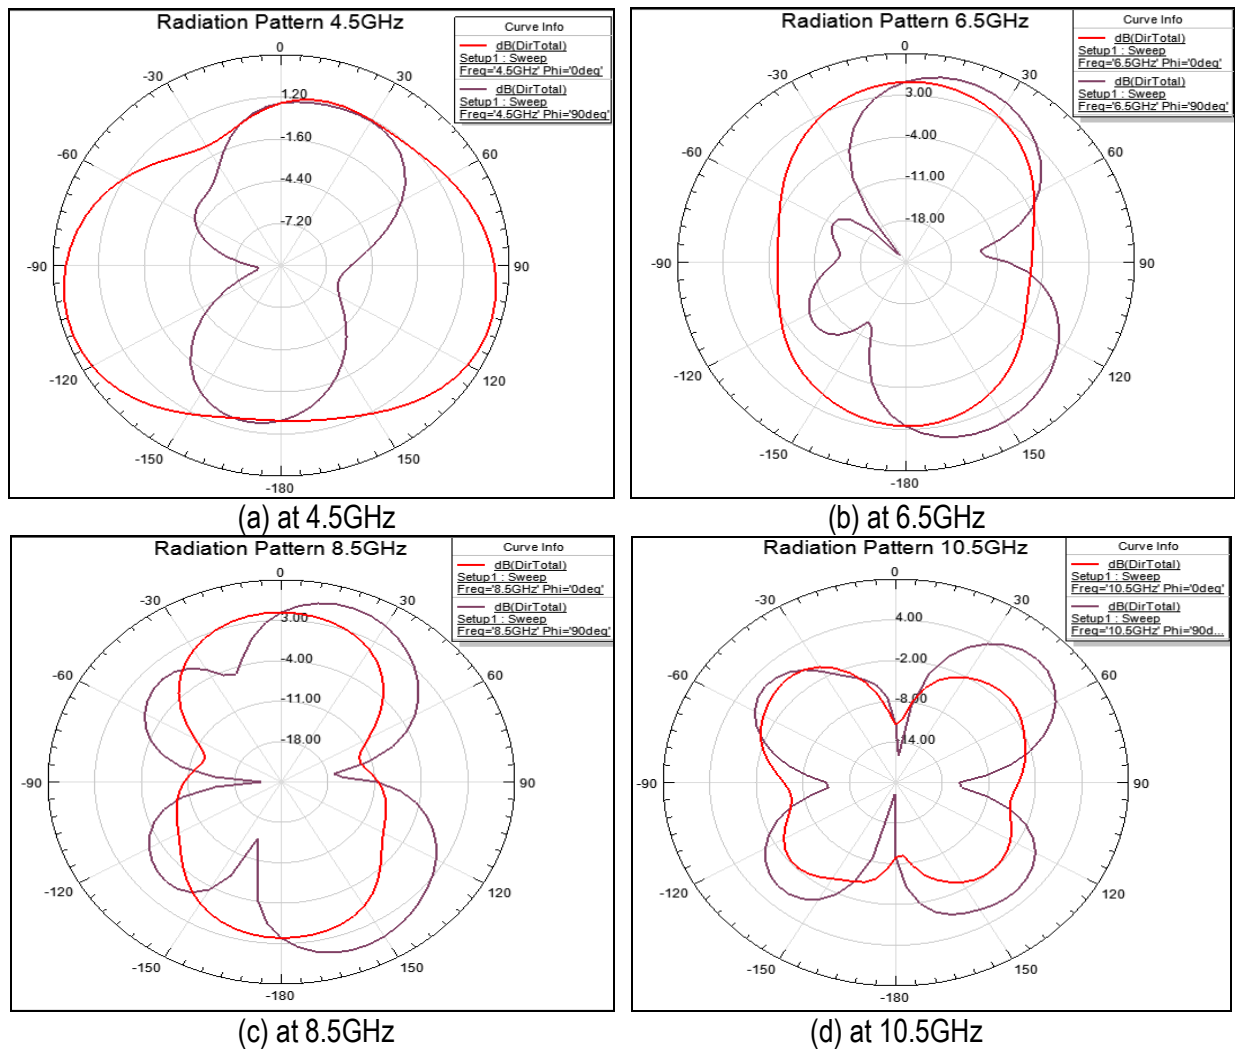 Radiation Pattern 4.5GHz
Curve Info
dB(DirTotal)
Setup1 : Sweep
Freq='4.5GHz' Phi='0deg'
dB(DirTotal)
Setup1 : Sweep
Freq='4.5GHz' Phi='90deg'
0
-30
30
1.20
-60
60
-1.60
-4.40
-7.20
-90
90
-120
120
-150
150
-180
(a) at 4.5GHz
Radiation Pattern 6.5GHz
Curve Info
dB(DirTotal)
Setup1 : Sweep
Freq='6.5GHz' Phi='0deg'
dB(DirTotal)
Setup1 : Sweep
Freq='6.5GHz' Phi='90deg'
0
-30
30
3.00
-60
60
-4.00
-11.00
-18.00
-90
90
-120
120
-150
150
-180
(b) at 6.5GHz
Radiation Pattern 8.5GHz
Curve Info
dB(DirTotal)
Setup1 : Sweep
Freq='8.5GHz' Phi='0deg'
dB(DirTotal)
Setup1 : Sweep
Freq='8.5GHz' Phi='90deg'
0
-30
30
3.00
-60
60
-4.00
-11.00
-18.00
-90
90
-120
120
-150
150
-180
(c) at 8.5GHz
Radiation Pattern 10.5GHz
Curve Info
dB(DirTotal)
Setup1 : Sweep
Freq='10.5GHz' Phi='0deg'
dB(DirTotal)
Setup1 : Sweep
Freq='10.5GHz' Phi='90d...
0
-30
30
4.00
-60
60
-2.00
-8.00
-14.00
-90
90
-120
120
-150
150
-180
(d) at 10.5GHz